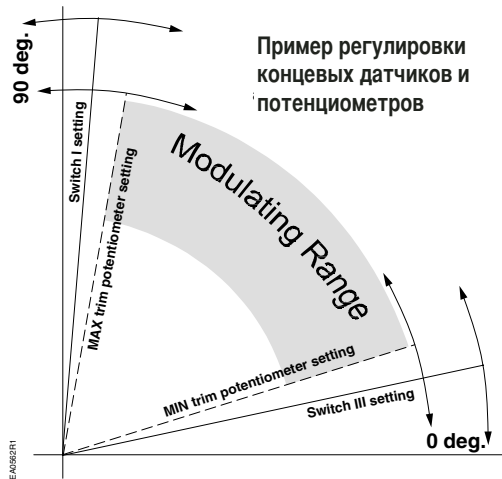 Пример регулировки
концевых датчиков и
потенциометров
90 deg.
Switch I setting
MAX trim potentiometer setting
Modulating Range
MIN trim potentiometer setting
Switch III setting
0 deg.
EA0562R1